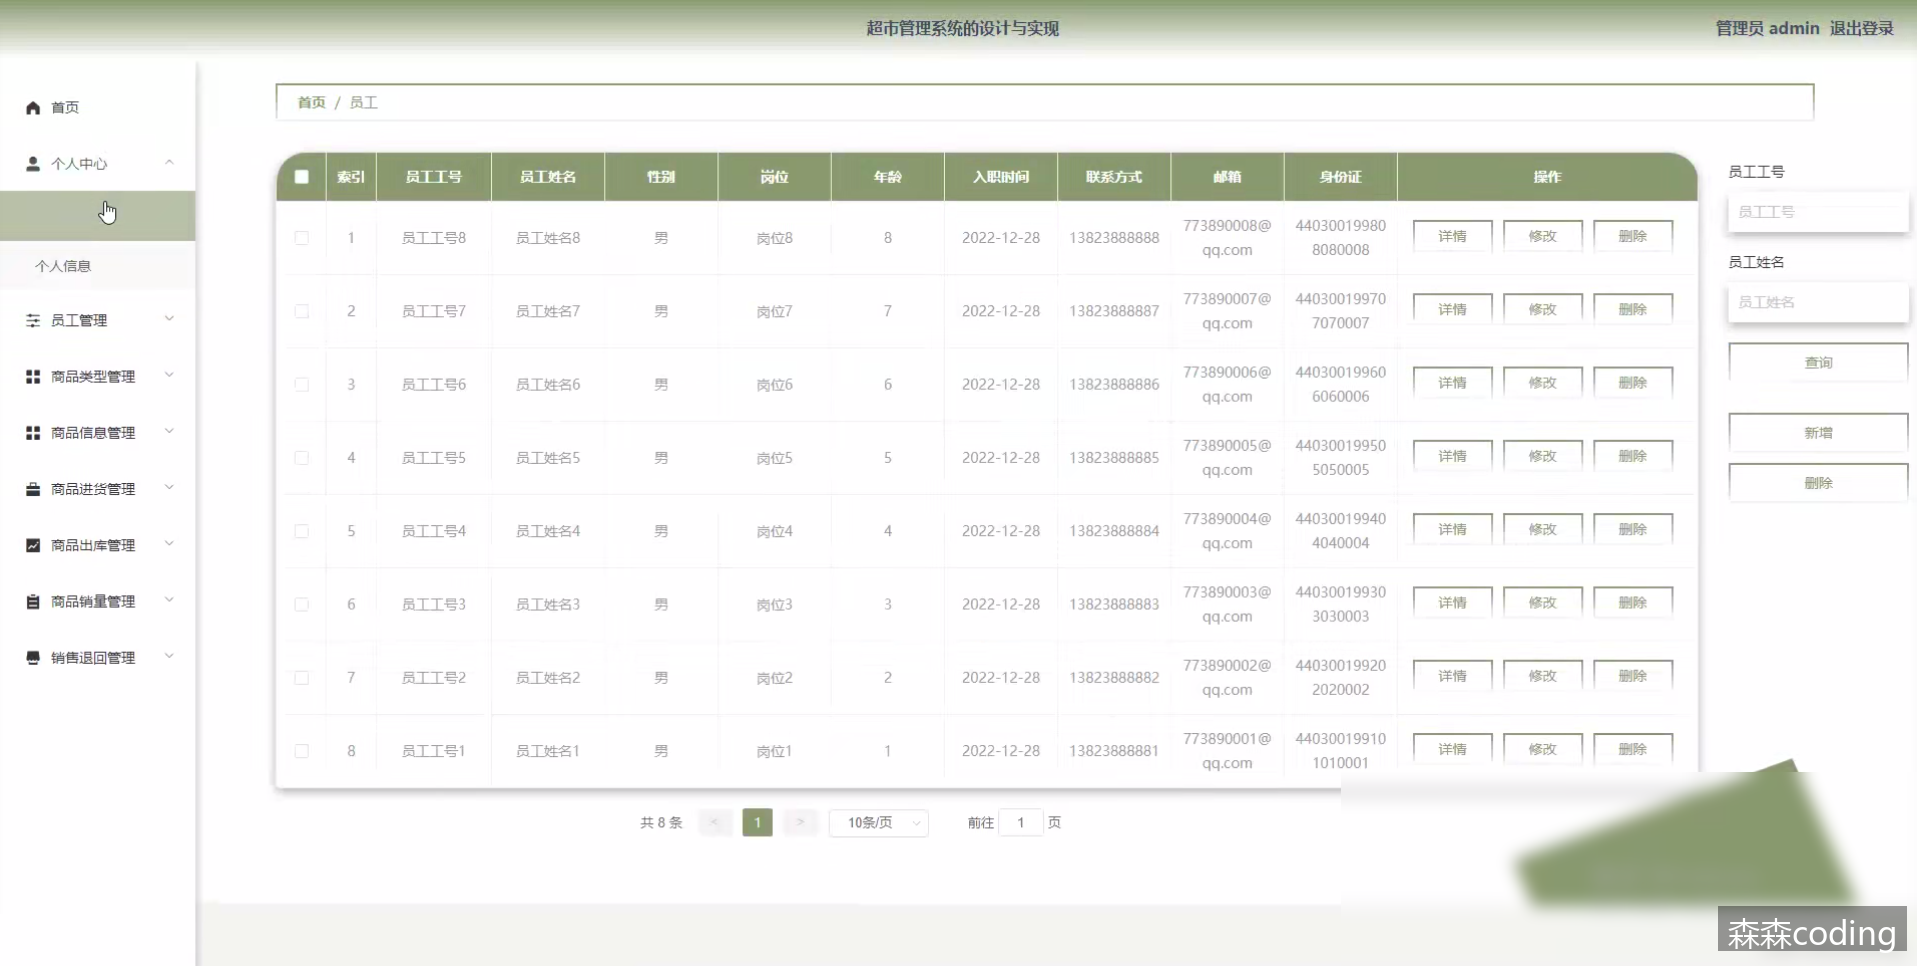 超市管理系统的设计与实现
管理员 admin 退出登录
首页
个人中心
个人信息
员工管理
商品类型管理
商品信息管理
商品进货管理
商品出库管理
商品销量管理
销售退回管理
首页 / 员工
索引 员工工号 员工姓名 性别 岗位 年龄 入职时间 联系方式 邮箱 身份证 操作
1 员工工号8 员工姓名8 男 岗位8 8 2022-12-28 13823888888 773890008@qq.com 440300199808080008 详情 修改 删除
2 员工工号7 员工姓名7 男 岗位7 7 2022-12-28 13823888887 773890007@qq.com 440300199707070007 详情 修改 删除
3 员工工号6 员工姓名6 男 岗位6 6 2022-12-28 13823888886 773890006@qq.com 440300199606060006 详情 修改 删除
4 员工工号5 员工姓名5 男 岗位5 5 2022-12-28 13823888885 773890005@qq.com 440300199505050005 详情 修改 删除
5 员工工号4 员工姓名4 男 岗位4 4 2022-12-28 13823888884 773890004@qq.com 440300199404040004 详情 修改 删除
6 员工工号3 员工姓名3 男 岗位3 3 2022-12-28 13823888883 773890003@qq.com 440300199303030003 详情 修改 删除
7 员工工号2 员工姓名2 男 岗位2 2 2022-12-28 13823888882 773890002@qq.com 440300199202020002 详情 修改 删除
8 员工工号1 员工姓名1 男 岗位1 1 2022-12-28 13823888881 773890001@qq.com 440300199101010001 详情 修改 删除
共 8 条 < 1 > 10条/页 前往 1 页
员工工号
员工工号
员工姓名
员工姓名
查询
新增
删除
森森coding